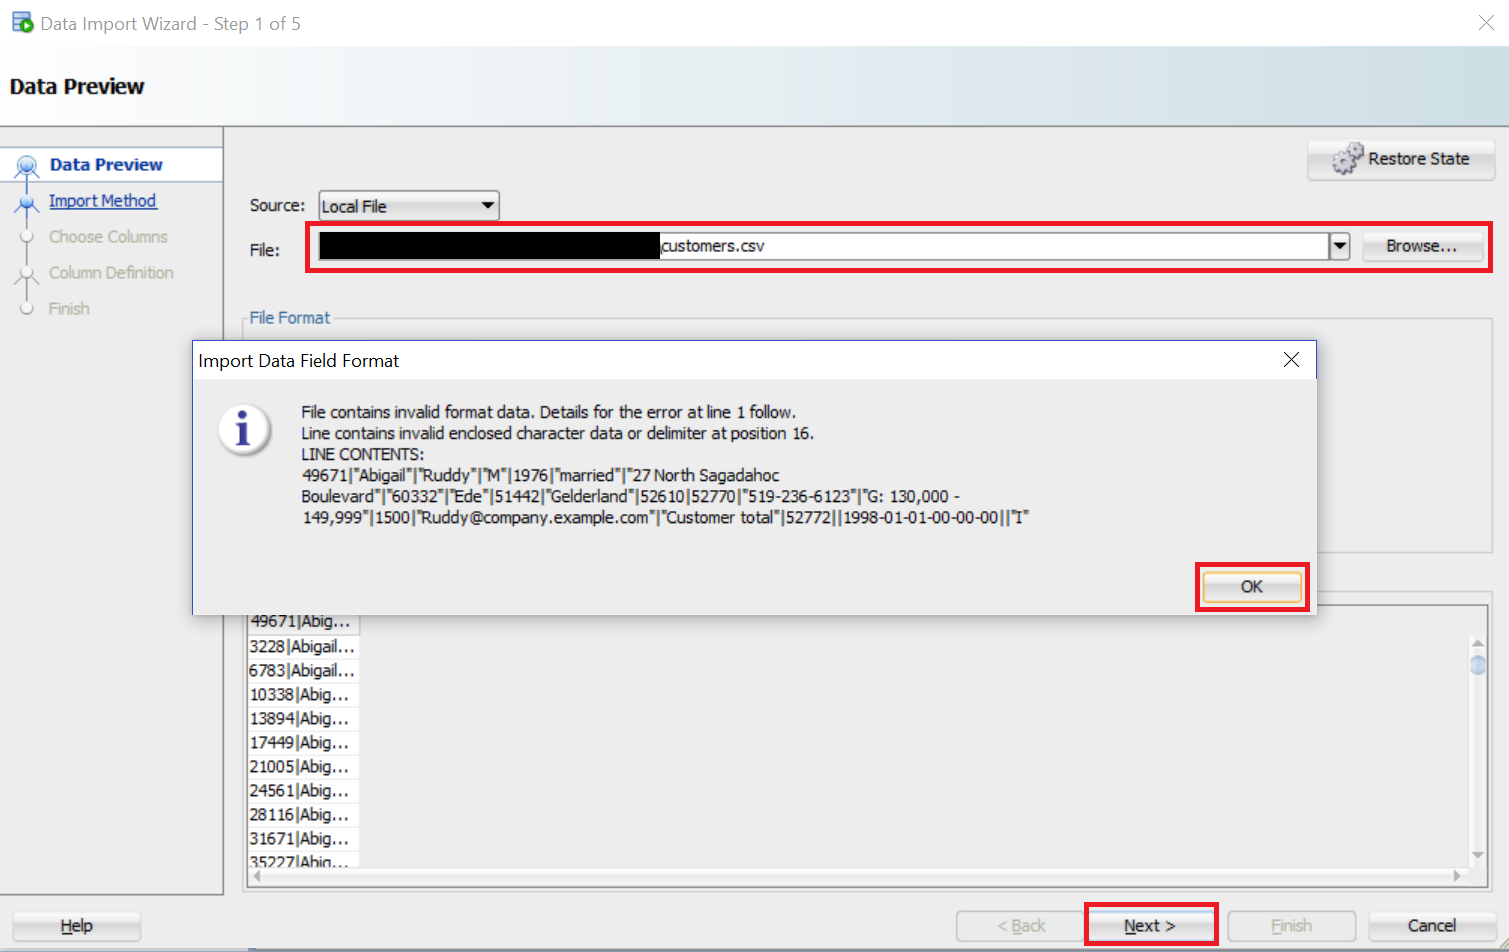 Data Import Wizard - Step 1 of 5
Data Preview
Data Preview
Import Method
Choose Columns
Column Definition
Finish
Restore State
Source: Local File
File: customers.csv Browse...
File Format
Import Data Field Format
File contains invalid format data. Details for the error at line 1 follow.
Line contains invalid enclosed character data or delimiter at position 16.
LINE CONTENTS:
49671|"Abigail"|"Ruddy"|"M"|1976|"married"|"27 North Sagadahoc
Boulevard"|"60332"|"Ede"|51442|"Gelderland"|52610|52770|"519-236-6123"|"G: 130,000 -
149,999"|1500|"Ruddy@company.example.com"|"Customer total"|52772||1998-01-01-00-00-00||"I"
OK
49671|Abig...
3228|Abigail...
6783|Abigail...
10338|Abig...
13894|Abig...
17449|Abig...
21005|Abig...
24561|Abig...
28116|Abig...
31671|Abig...
35227|Abig...
Help < Back Next > Finish Cancel